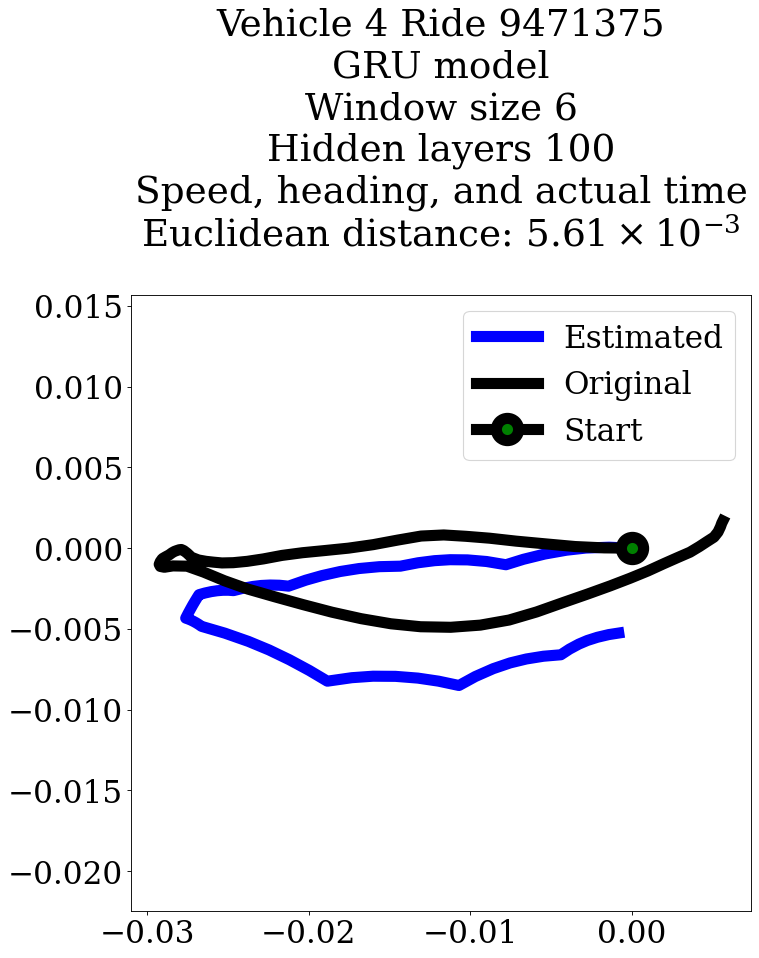 Vehicle 4 Ride 9471375
GRU model
Window size 6
Hidden layers 100
Speed, heading, and actual time
Euclidean distance: 5.61 × 10⁻³
Estimated
Original
Start
0.015
0.010
0.005
0.000
−0.005
−0.010
−0.015
−0.020
−0.03 −0.02 −0.01 0.00